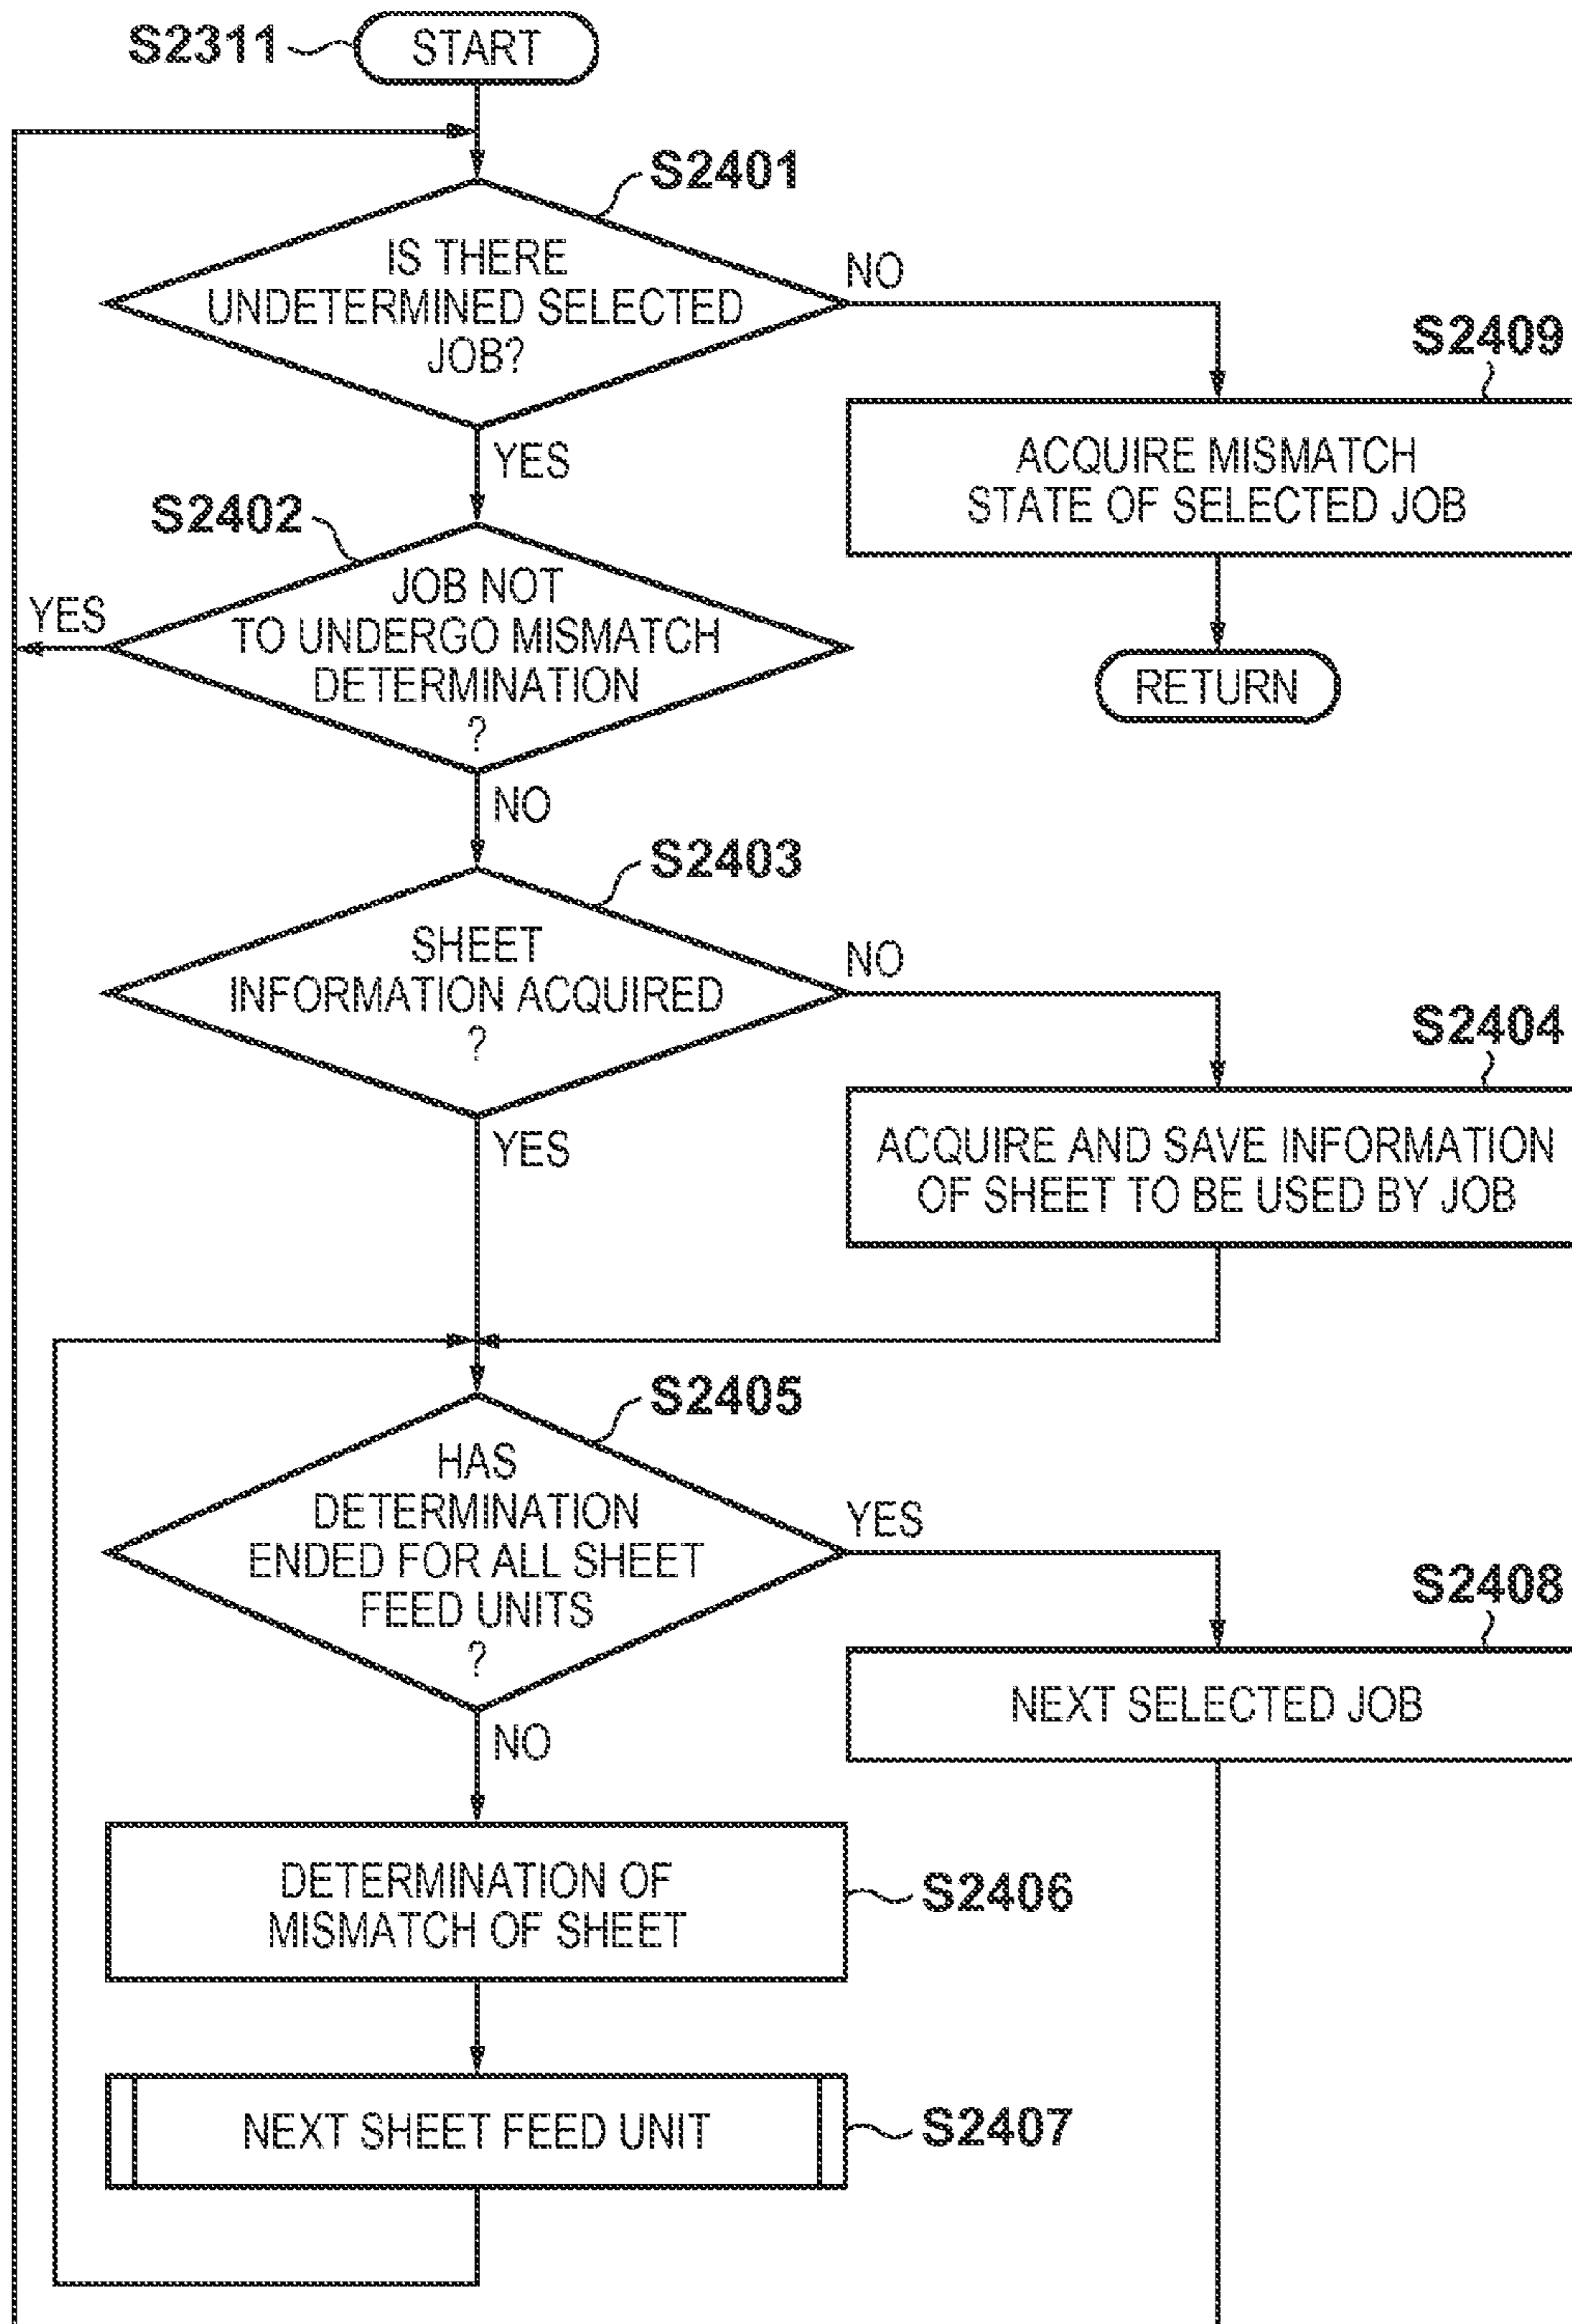 S2311
START
S2401
IS THERE
UNDETERMINED SELECTED
JOB?
NO
YES
S2409
ACQUIRE MISMATCH
STATE OF SELECTED JOB
RETURN
S2402
JOB NOT
TO UNDERGO MISMATCH
DETERMINATION
?
YES
NO
S2403
SHEET
INFORMATION ACQUIRED
?
NO
YES
S2404
ACQUIRE AND SAVE INFORMATION
OF SHEET TO BE USED BY JOB
S2405
HAS
DETERMINATION
ENDED FOR ALL SHEET
FEED UNITS
?
YES
NO
S2408
NEXT SELECTED JOB
DETERMINATION OF
MISMATCH OF SHEET
S2406
NEXT SHEET FEED UNIT
S2407